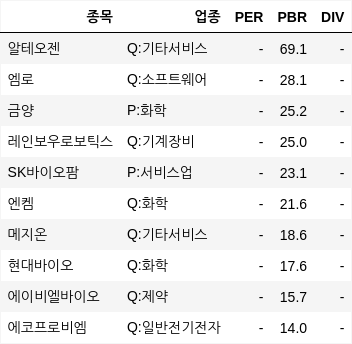 종목 업종 PER PBR DIV
알테오젠 Q:기타서비스 - 69.1 -
엠로 Q:소프트웨어 - 28.1 -
금양 P:화학 - 25.2 -
레인보우로보틱스 Q:기계장비 - 25.0 -
SK바이오팜 P:서비스업 - 23.1 -
엔켐 Q:화학 - 21.6 -
메지온 Q:기타서비스 - 18.6 -
현대바이오 Q:화학 - 17.6 -
에이비엘바이오 Q:제약 - 15.7 -
에코프로비엠 Q:일반전기전자 - 14.0 -